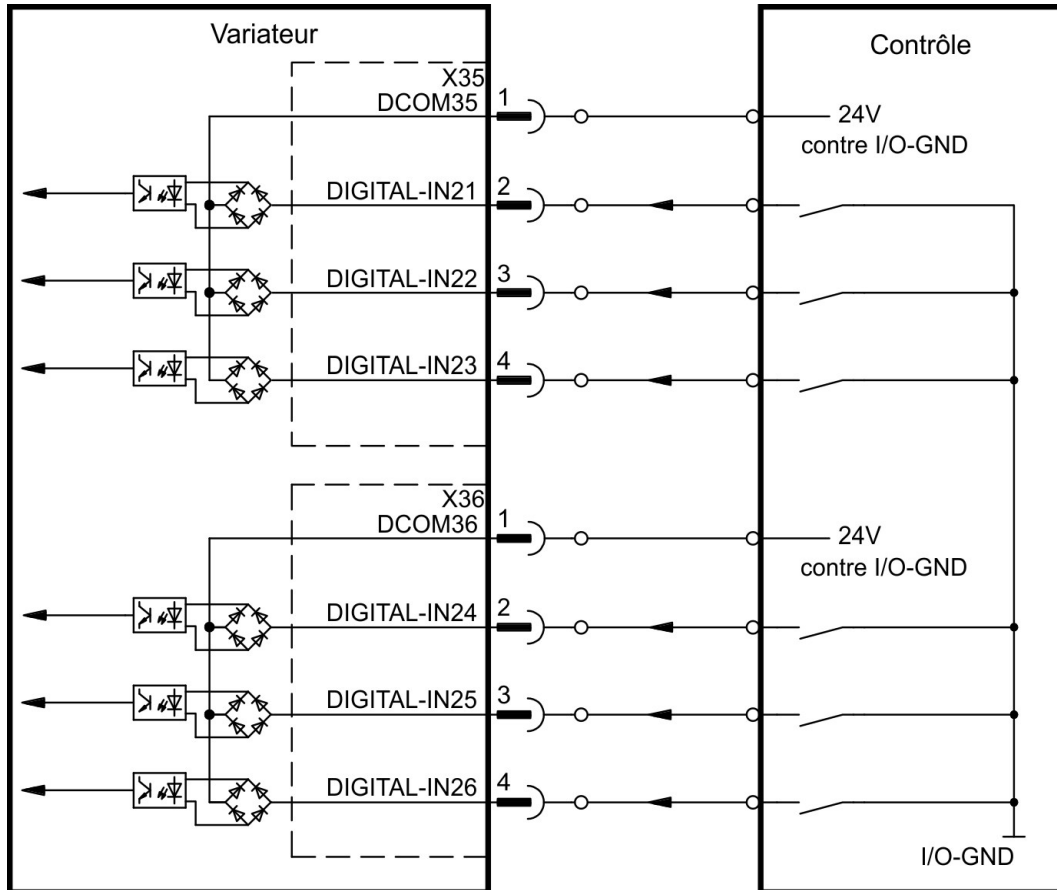 Variateur
Contrôle
X35
DCOM35
1
24V
contre I/O-GND
DIGITAL-IN21
2
DIGITAL-IN22
3
DIGITAL-IN23
4
X36
DCOM36
1
24V
contre I/O-GND
DIGITAL-IN24
2
DIGITAL-IN25
3
DIGITAL-IN26
4
I/O-GND